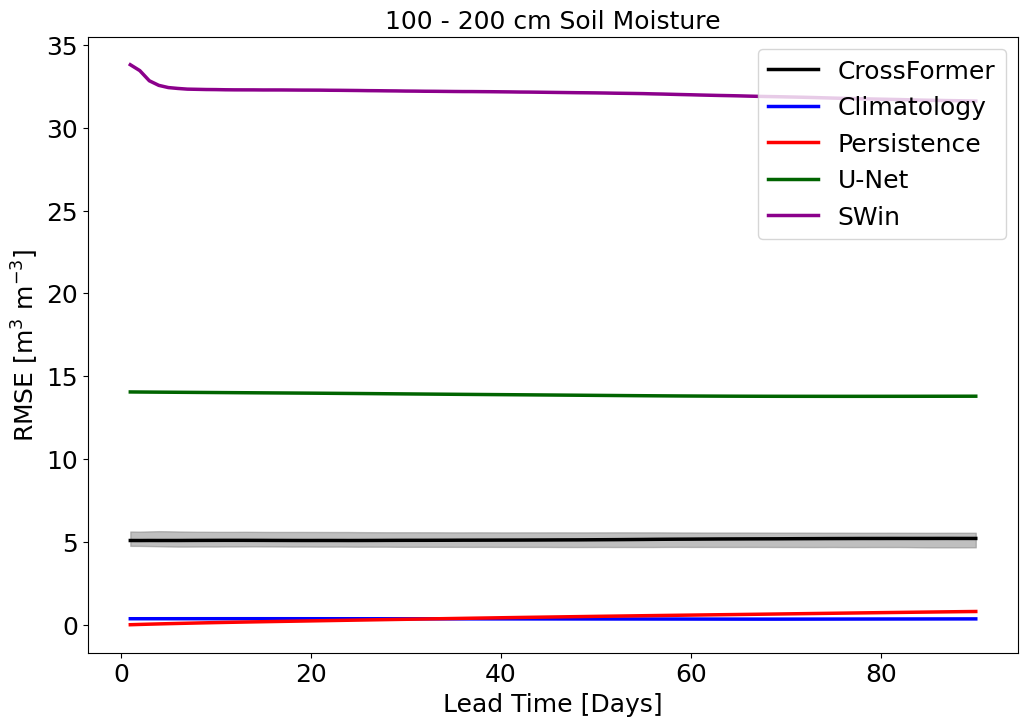 100 - 200 cm Soil Moisture
RMSE [m³ m⁻³]
35
30
25
20
15
10
5
0
CrossFormer
Climatology
Persistence
U-Net
SWin
0 20 40 60 80
Lead Time [Days]